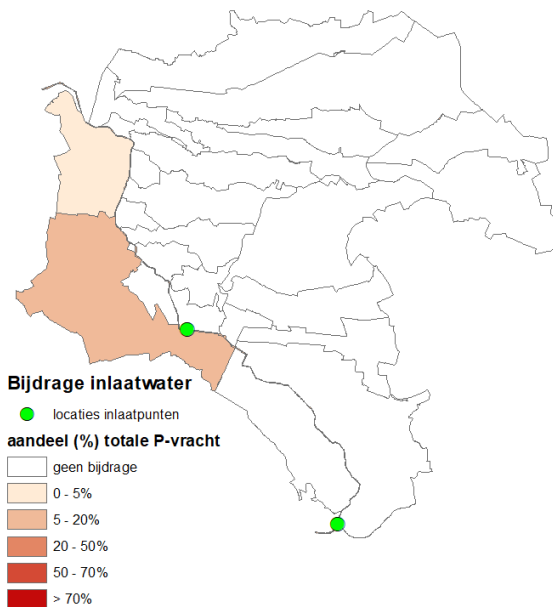 Bijdrage inlaatwater
locaties inlaatpunten
aandeel (%) totale P-vracht
geen bijdrage
0 - 5%
5 - 20%
20 - 50%
50 - 70%
> 70%